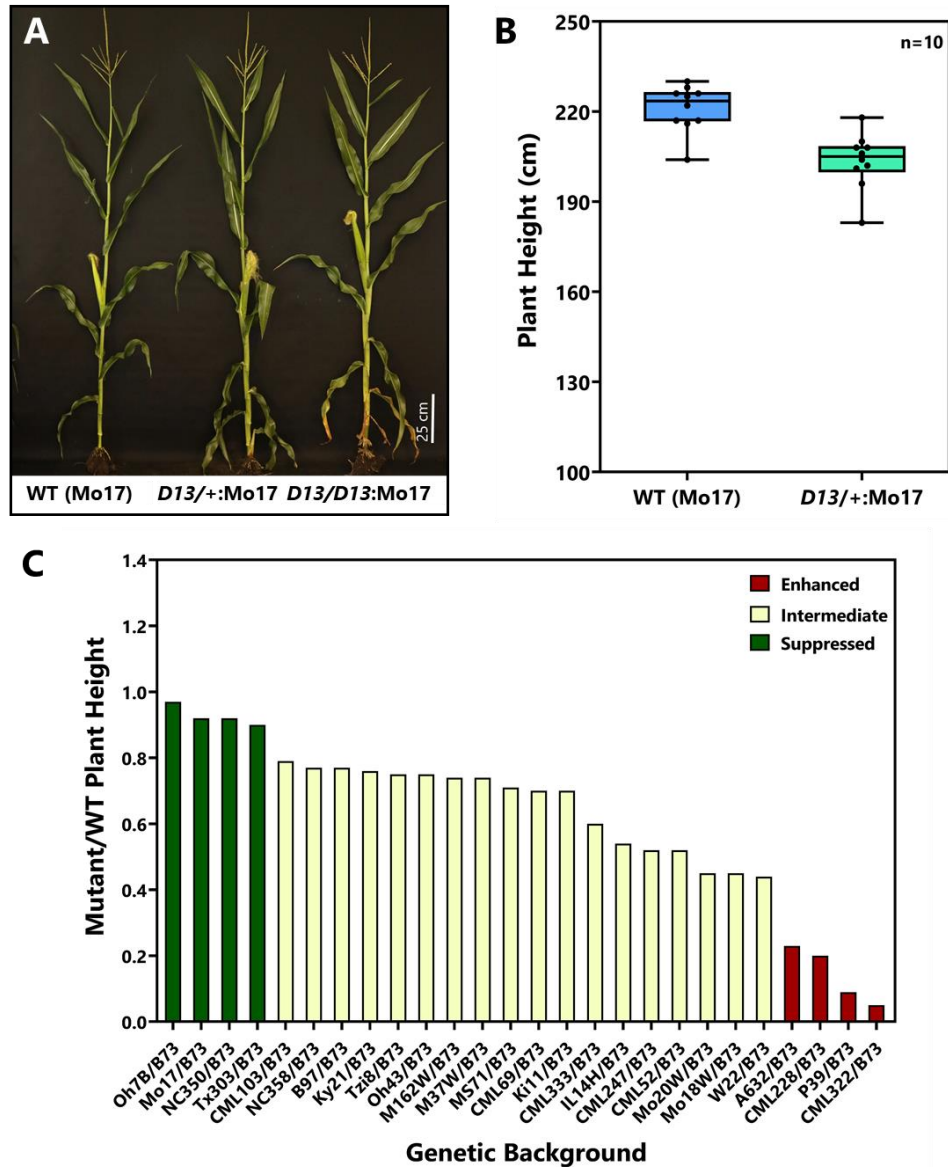 A
25 cm
WT (Mo17) D13/+:Mo17 D13/D13:Mo17
B
n=10
Plant Height (cm)
250
220
190
160
130
100
WT (Mo17) D13/+:Mo17
C
Mutant/WT Plant Height
1.4
1.2
1.0
0.8
0.6
0.4
0.2
0.0
Enhanced
Intermediate
Suppressed
Oh7B/B73
Mo17/B73
NC350/B73
Tx303/B73
CML103/B73
NC358/B73
B97/B73
Ky21/B73
Tzi8/B73
Oh43/B73
M162W/B73
M37W/B73
MS71/B73
CML69/B73
Ki11/B73
CML333/B73
IL14H/B73
CML247/B73
CML52/B73
Mo20W/B73
Mo18W/B73
W22/B73
A632/B73
CML228/B73
P39/B73
CML322/B73
Genetic Background